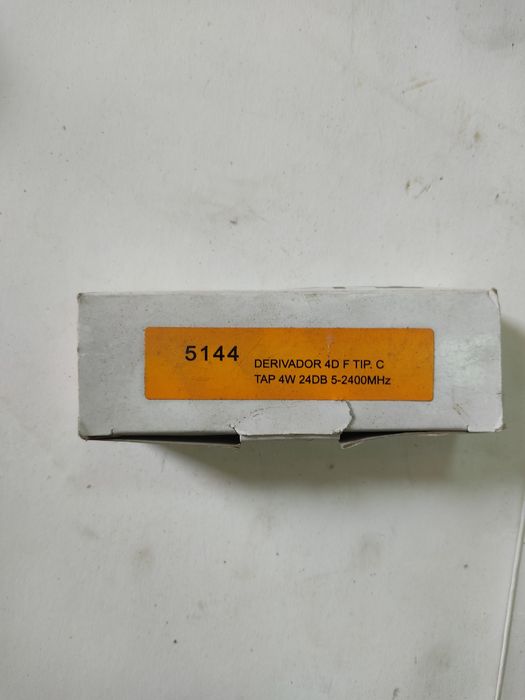 5144
DERIVADOR 4D F TIP. C
TAP 4W 24DB 5-2400MHz